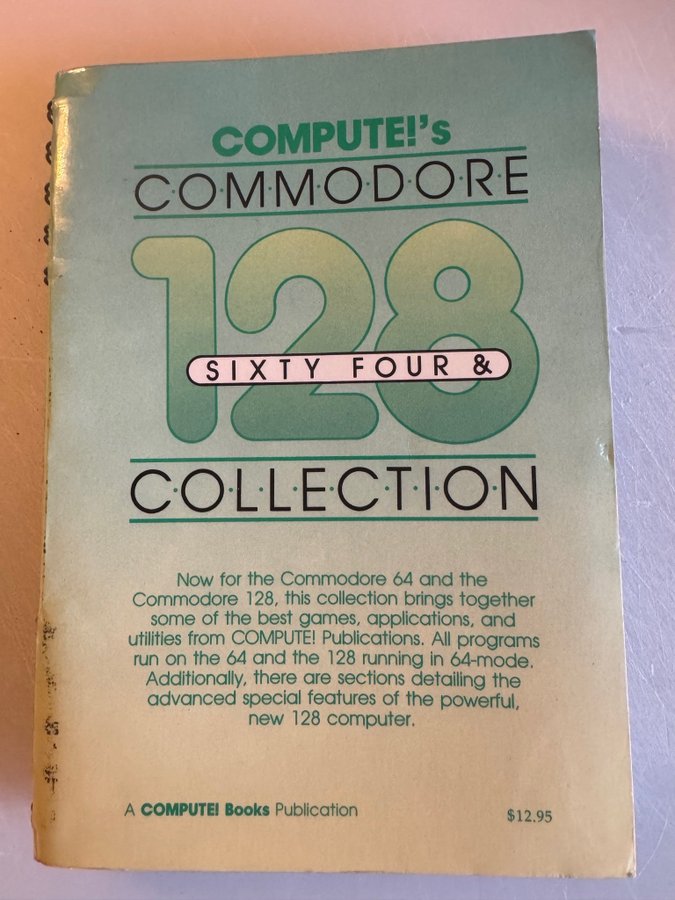 COMPUTE!'s
C·O·M·M·O·D·O·R·E
128
SIXTY FOUR &
C·O·L·L·E·C·T·I·O·N
Now for the Commodore 64 and the
Commodore 128, this collection brings together
some of the best games, applications, and
utilities from COMPUTE! Publications. All programs
run on the 64 and the 128 running in 64-mode.
Additionally, there are sections detailing the
advanced special features of the powerful,
new 128 computer.
A COMPUTE! Books Publication
$12.95